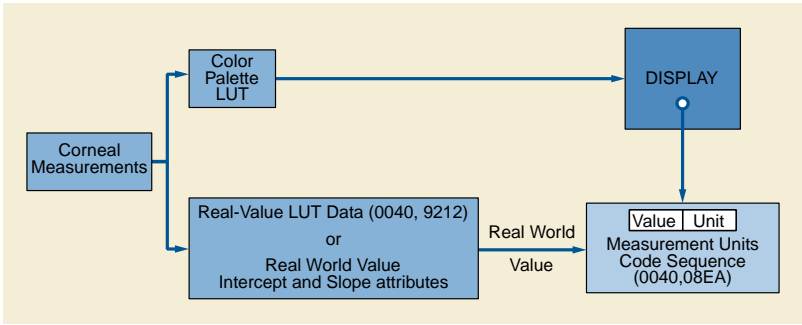 Color
Palette
LUT
DISPLAY
Corneal
Measurements
Real-Value LUT Data (0040, 9212)
or
Real World Value
Intercept and Slope attributes
Real World
Value
Value Unit
Measurement Units
Code Sequence
(0040,08EA)